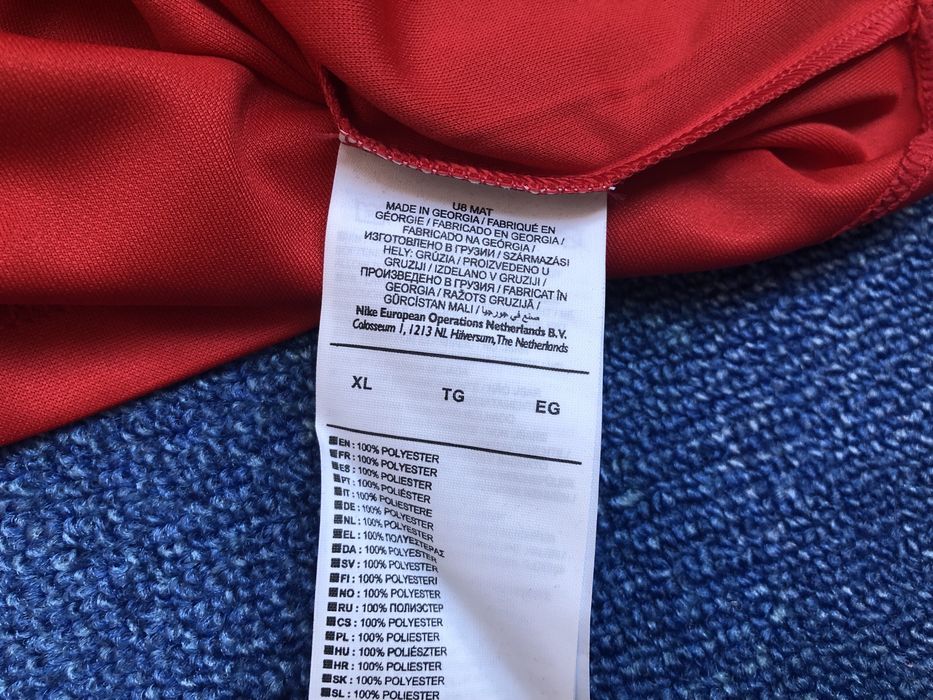 U8 MAT
MADE IN GEORGIA / FABRIQUÉ EN
GÉORGIE / FABRICADO EN GEORGIA /
FABRICADO NA GEÓRGIA /
ИЗГОТОВЛЕНО В ГРУЗИИ / SZÁRMAZÁSI
HELY: GRÚZIA / PROIZVEDENO U
GRUZIJI / IZDELANO V GRUZIJI /
ПРОИЗВЕДЕНО В ГРУЗИЯ / FABRICAT ÎN
GEORGIA / RAŽOTS GRUZIJĀ /
GÜRCİSTAN MALI / صنع في جورجيا
Nike European Operations Netherlands B.V.
Colosseum 1, 1213 NL Hilversum, The Netherlands
XL TG EG
EN : 100% POLYESTER
FR : 100% POLYESTER
ES : 100% POLIÉSTER
PT : 100% POLIÉSTER
IT : 100% POLIESTERE
DE : 100% POLYESTER
NL : 100% POLYESTER
EL : 100% ΠΟΛΥΕΣΤΕΡΑΣ
DA : 100% POLYESTER
SV : 100% POLYESTER
FI : 100% POLYESTERI
NO : 100% POLYESTER
RU : 100% ПОЛИЭСТЕР
CS : 100% POLYESTER
PL : 100% POLIESTER
HU : 100% POLIÉSZTER
HR : 100% POLIESTER
SK : 100% POLYESTER
SL : 100% POLIESTER